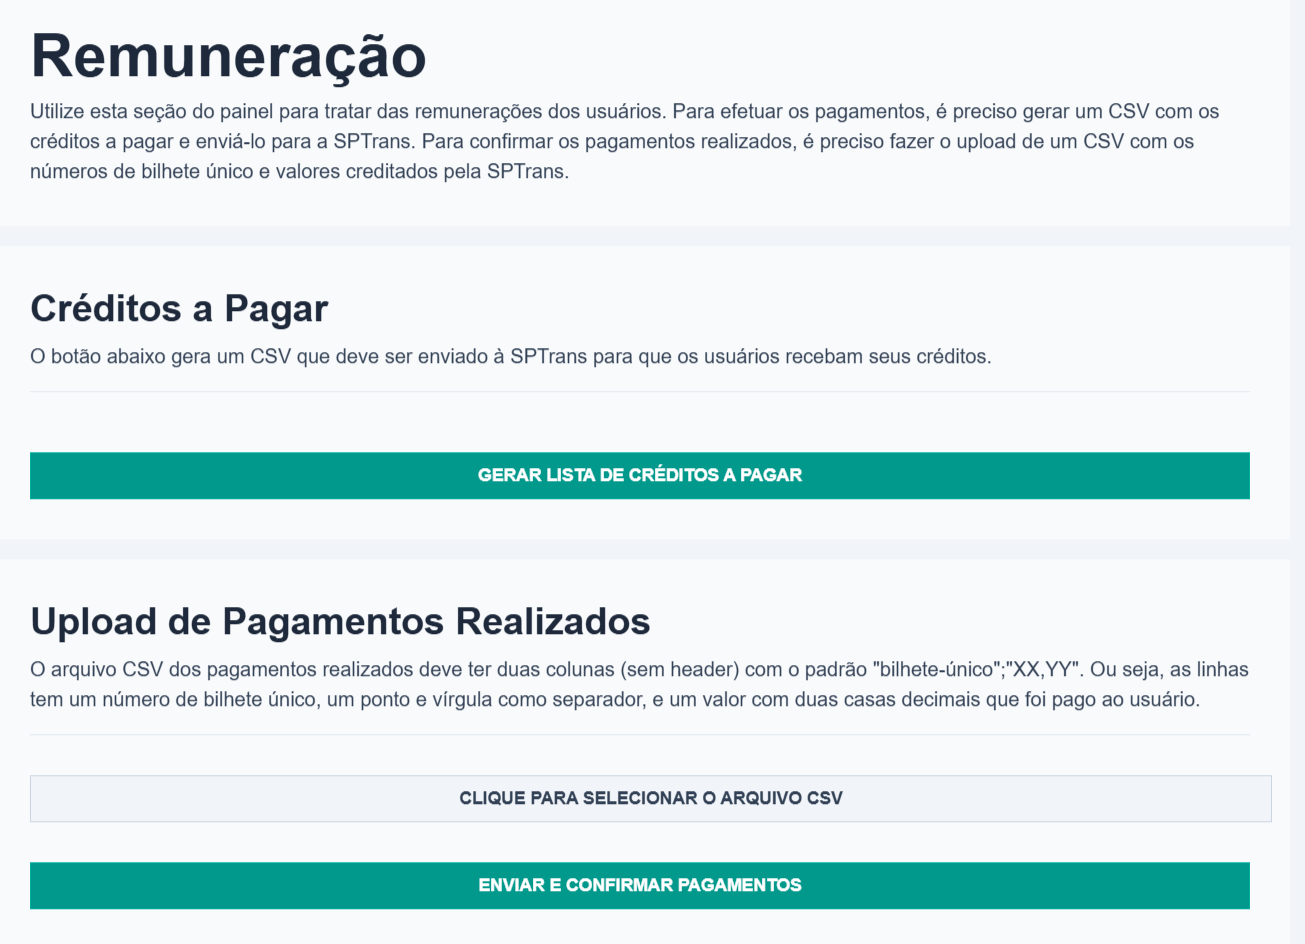 Remuneração
Utilize esta seção do painel para tratar das remunerações dos usuários. Para efetuar os pagamentos, é preciso gerar um CSV com os
créditos a pagar e enviá-lo para a SPTrans. Para confirmar os pagamentos realizados, é preciso fazer o upload de um CSV com os
números de bilhete único e valores creditados pela SPTrans.
Créditos a Pagar
O botão abaixo gera um CSV que deve ser enviado à SPTrans para que os usuários recebam seus créditos.
GERAR LISTA DE CRÉDITOS A PAGAR
Upload de Pagamentos Realizados
O arquivo CSV dos pagamentos realizados deve ter duas colunas (sem header) com o padrão "bilhete-único";"XX,YY". Ou seja, as linhas
tem um número de bilhete único, um ponto e vírgula como separador, e um valor com duas casas decimais que foi pago ao usuário.
CLIQUE PARA SELECIONAR O ARQUIVO CSV
ENVIAR E CONFIRMAR PAGAMENTOS